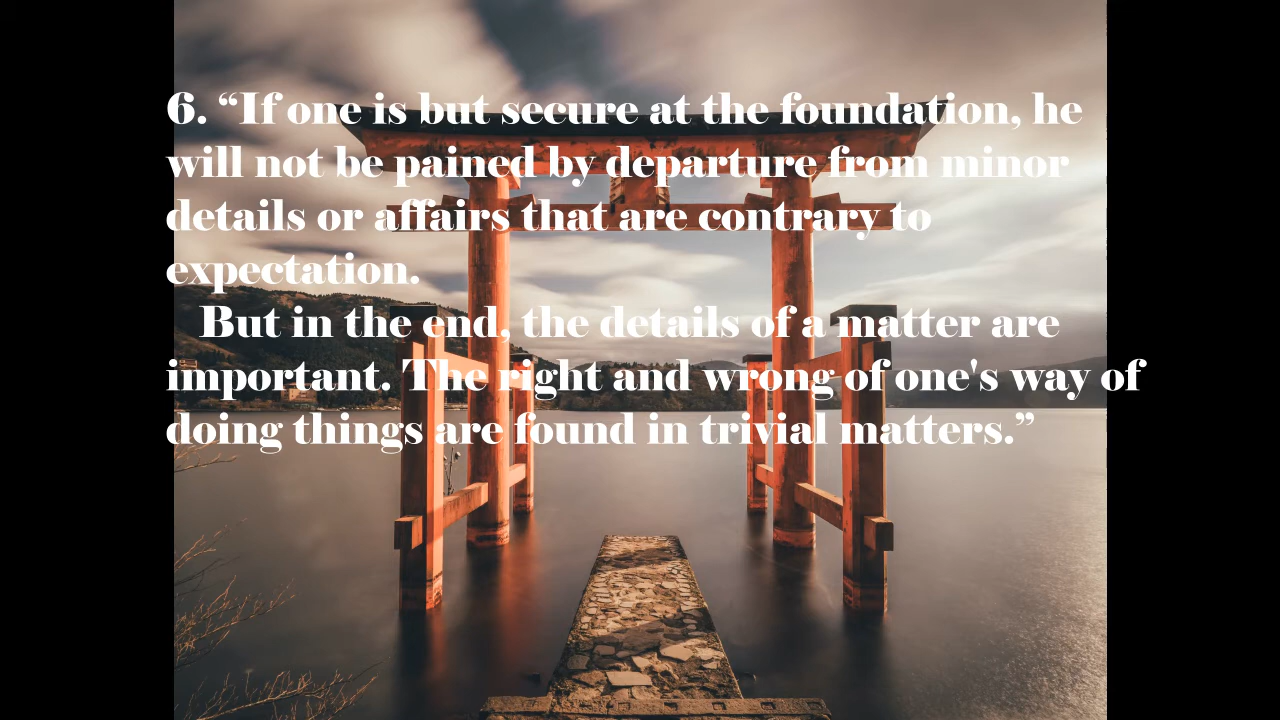 6. “If one is but secure at the foundation, he
will not be pained by departure from minor
details or affairs that are contrary to
expectation.
But in the end, the details of a matter are
important. The right and wrong of one's way of
doing things are found in trivial matters.”